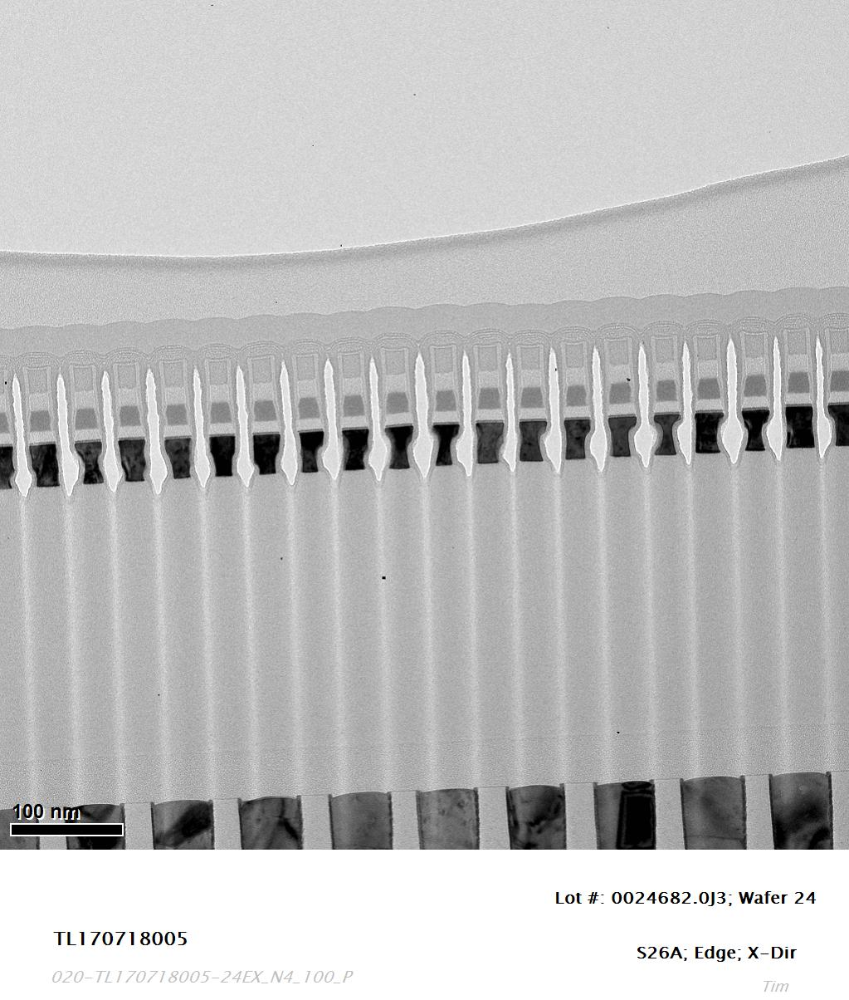 100 nm
Lot #: 0024682.0J3; Wafer 24
TL170718005
S26A; Edge; X-Dir
020-TL170718005-24EX_N4_100_P
Tim